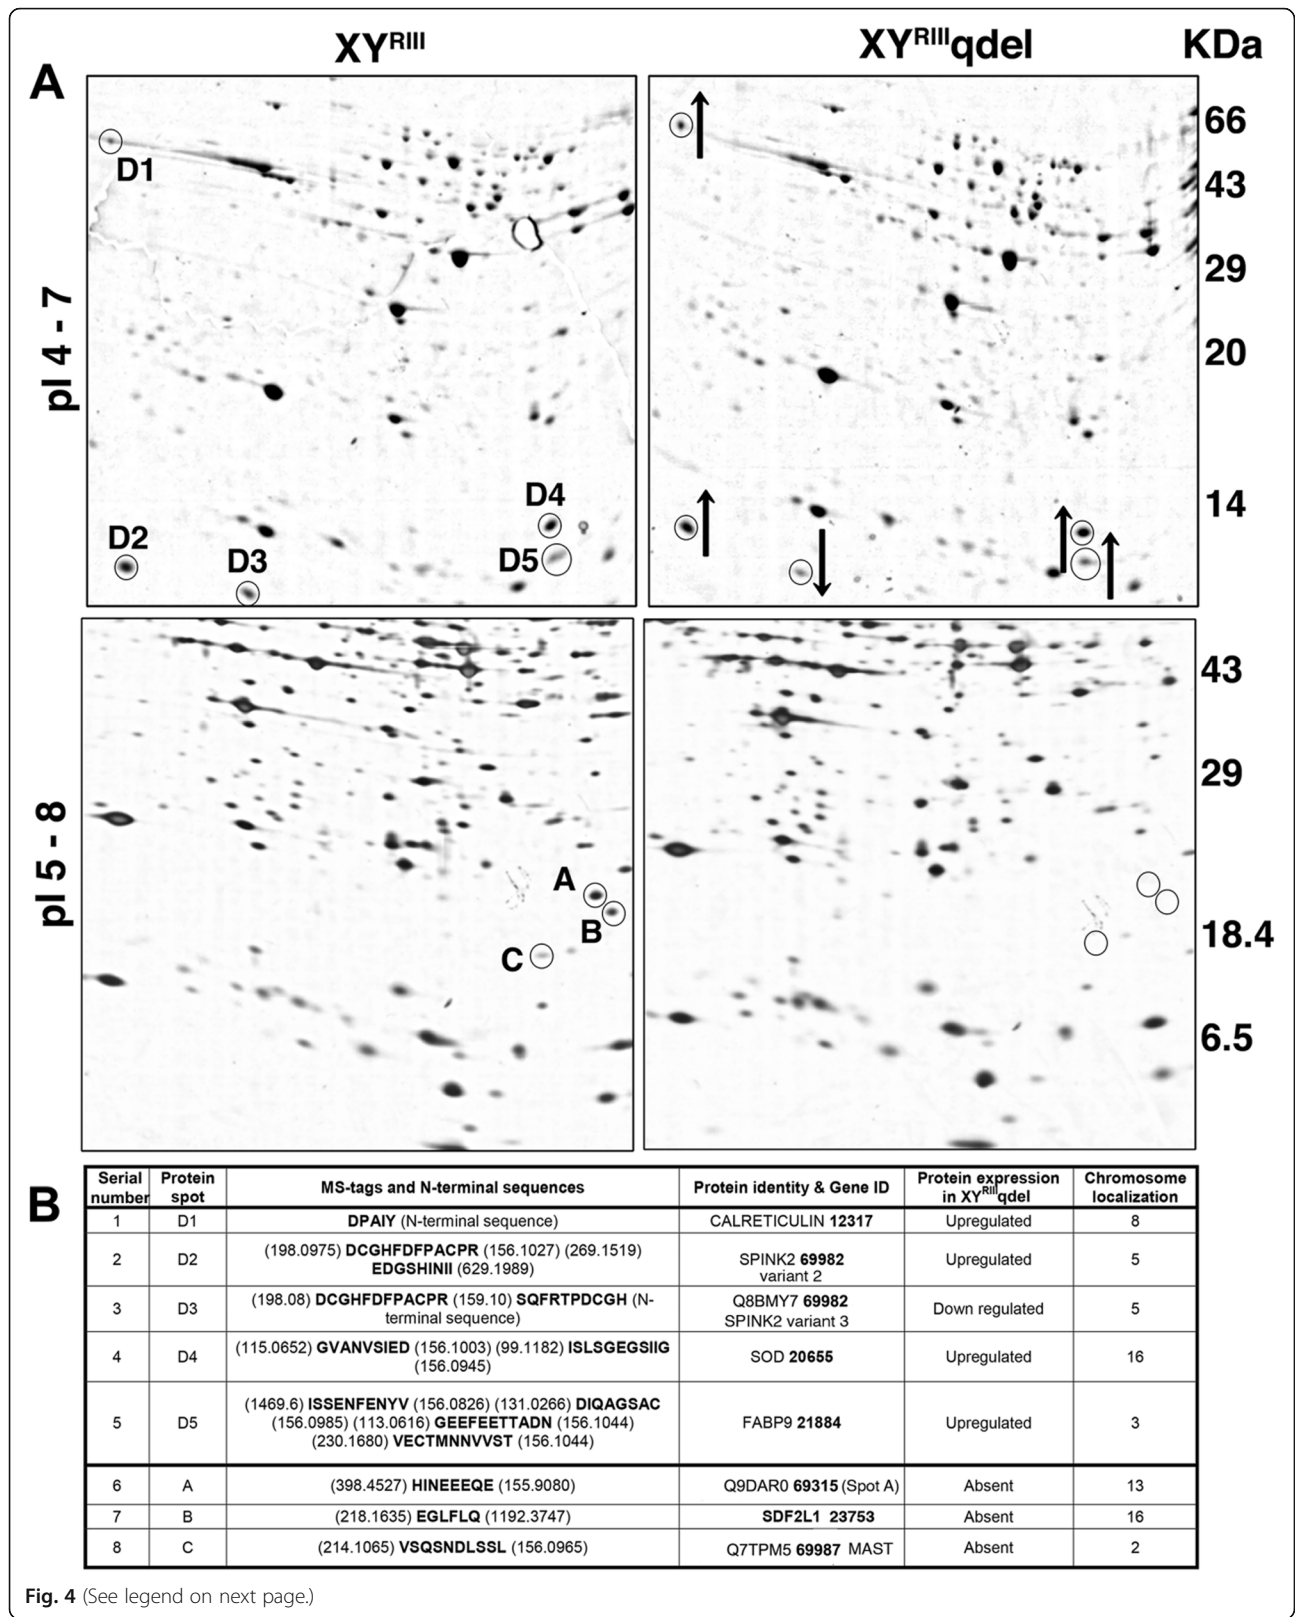 XYRIII
XYRIIIqdel
KDa
A
66
D1
43
29
pI 4 - 7
20
D4
14
D2
D3
D5
43
29
pI 5 - 8
A
B
18.4
C
6.5
B
Serial number | Protein spot | MS-tags and N-terminal sequences | Protein identity & Gene ID | Protein expression in XYRIIIqdel | Chromosome localization
1 | D1 | DPAIY (N-terminal sequence) | CALRETICULIN 12317 | Upregulated | 8
2 | D2 | (198.0975) DCGHFDFPACPR (156.1027) (269.1519) EDGSHINII (629.1989) | SPINK2 69982 variant 2 | Upregulated | 5
3 | D3 | (198.08) DCGHFDFPACPR (159.10) SQFRTPDCGH (N-terminal sequence) | Q8BMY7 69982 SPINK2 variant 3 | Down regulated | 5
4 | D4 | (115.0652) GVANVSIED (156.1003) (99.1182) ISLSGEGSIIG (156.0945) | SOD 20655 | Upregulated | 16
5 | D5 | (1469.6) ISSENFENYV (156.0826) (131.0266) DIQAGSAC (156.0985) (113.0616) GEEFEETTADN (156.1044) (230.1680) VECTMNNVVST (156.1044) | FABP9 21884 | Upregulated | 3
6 | A | (398.4527) HINEEEQE (155.9080) | Q9DAR0 69315 (Spot A) | Absent | 13
7 | B | (218.1635) EGLFLQ (1192.3747) | SDF2L1 23753 | Absent | 16
8 | C | (214.1065) VSQSNDLSSL (156.0965) | Q7TPM5 69987 MAST | Absent | 2
Fig. 4 (See legend on next page.)